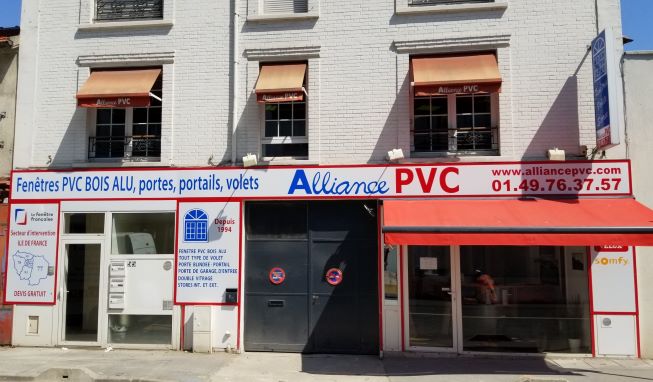 Alliance PVC
Alliance PVC
Alliance PVC
Fenêtres PVC BOIS ALU, portes, portails, volets
Alliance PVC
www.alliancepvc.com
01.49.76.37.57
La fenêtre
française
Secteur d'intervention
ILE DE FRANCE
DEVIS GRATUIT
Depuis
1994
FENETRE PVC BOIS ALU
TOUT TYPE DE VOLET
PORTE BLINDÉE - PORTAIL
PORTE DE GARAGE, D'ENTREE
DOUBLE VITRAGE
STORES INT. ET EXT.
somfy